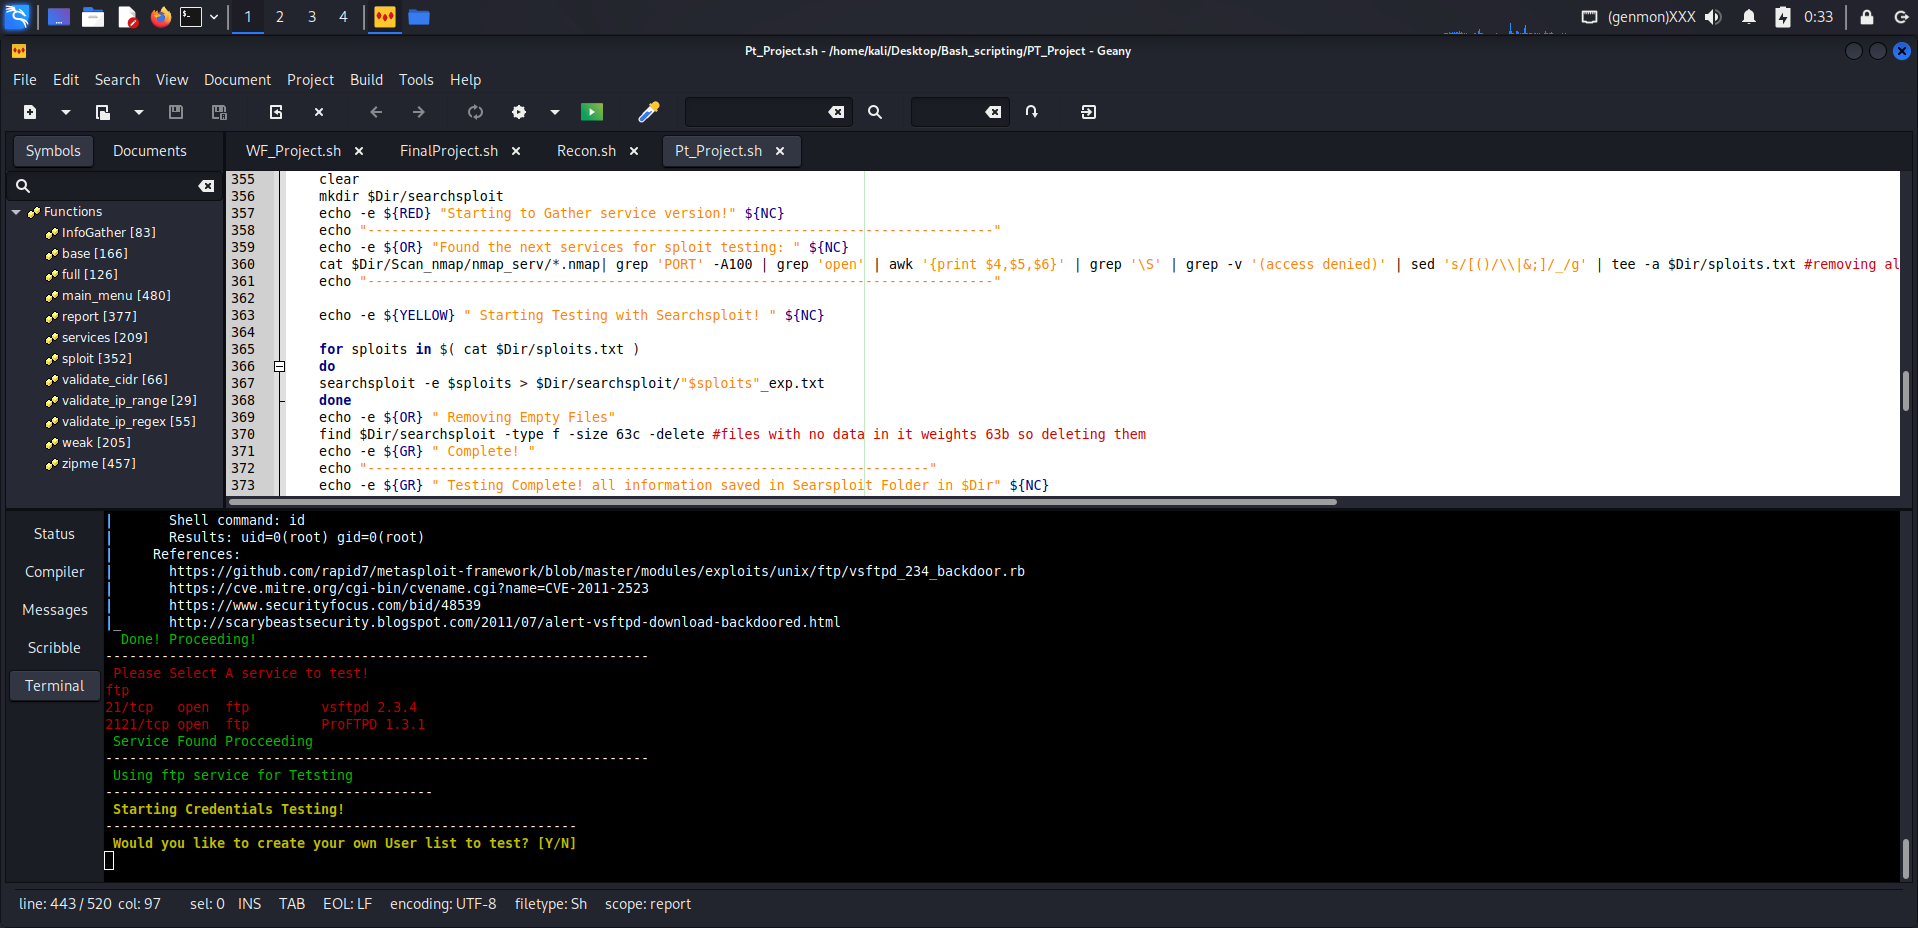 1 2 3 4 (genmon)XXX 0:33
Pt_Project.sh - /home/kali/Desktop/Bash_scripting/PT_Project - Geany
File Edit Search View Document Project Build Tools Help
Symbols Documents WF_Project.sh × FinalProject.sh × Recon.sh × Pt_Project.sh ×
Functions
InfoGather [83]
base [166]
full [126]
main_menu [480]
report [377]
services [209]
sploit [352]
validate_cidr [66]
validate_ip_range [29]
validate_ip_regex [55]
weak [205]
zipme [457]
355 clear
356 mkdir $Dir/searchsploit
357 echo -e ${RED} "Starting to Gather service version!" ${NC}
358 echo "------------------------------------------------------------------------------"
359 echo -e ${OR} "Found the next services for sploit testing: " ${NC}
360 cat $Dir/Scan_nmap/nmap_serv/*.nmap| grep 'PORT' -A100 | grep 'open' | awk '{print $4,$5,$6}' | grep '\S' | grep -v '(access denied)' | sed 's/[()/\\|&;]/_/g' | tee -a $Dir/sploits.txt #removing al
361 echo "------------------------------------------------------------------------------"
362
363 echo -e ${YELLOW} " Starting Testing with Searchsploit! " ${NC}
364
365 for sploits in $( cat $Dir/sploits.txt )
366 do
367 searchsploit -e $sploits > $Dir/searchsploit/"$sploits"_exp.txt
368 done
369 echo -e ${OR} " Removing Empty Files"
370 find $Dir/searchsploit -type f -size 63c -delete #files with no data in it weights 63b so deleting them
371 echo -e ${GR} " Complete! "
372 echo "----------------------------------------------------------------------"
373 echo -e ${GR} " Testing Complete! all information saved in Searsploit Folder in $Dir" ${NC}
Status
Compiler
Messages
Scribble
Terminal
| Shell command: id
| Results: uid=0(root) gid=0(root)
| References:
| https://github.com/rapid7/metasploit-framework/blob/master/modules/exploits/unix/ftp/vsftpd_234_backdoor.rb
| https://cve.mitre.org/cgi-bin/cvename.cgi?name=CVE-2011-2523
| https://www.securityfocus.com/bid/48539
|_ http://scarybeastsecurity.blogspot.com/2011/07/alert-vsftpd-download-backdoored.html
Done! Proceeding!
--------------------------------------------------------------------
Please Select A service to test!
ftp
21/tcp open ftp vsftpd 2.3.4
2121/tcp open ftp ProFTPD 1.3.1
Service Found Procceeding
--------------------------------------------------------------------
Using ftp service for Tetsting
-----------------------------------------
Starting Credentials Testing!
-----------------------------------------------------------
Would you like to create your own User list to test? [Y/N]
line: 443 / 520 col: 97 sel: 0 INS TAB EOL: LF encoding: UTF-8 filetype: Sh scope: report